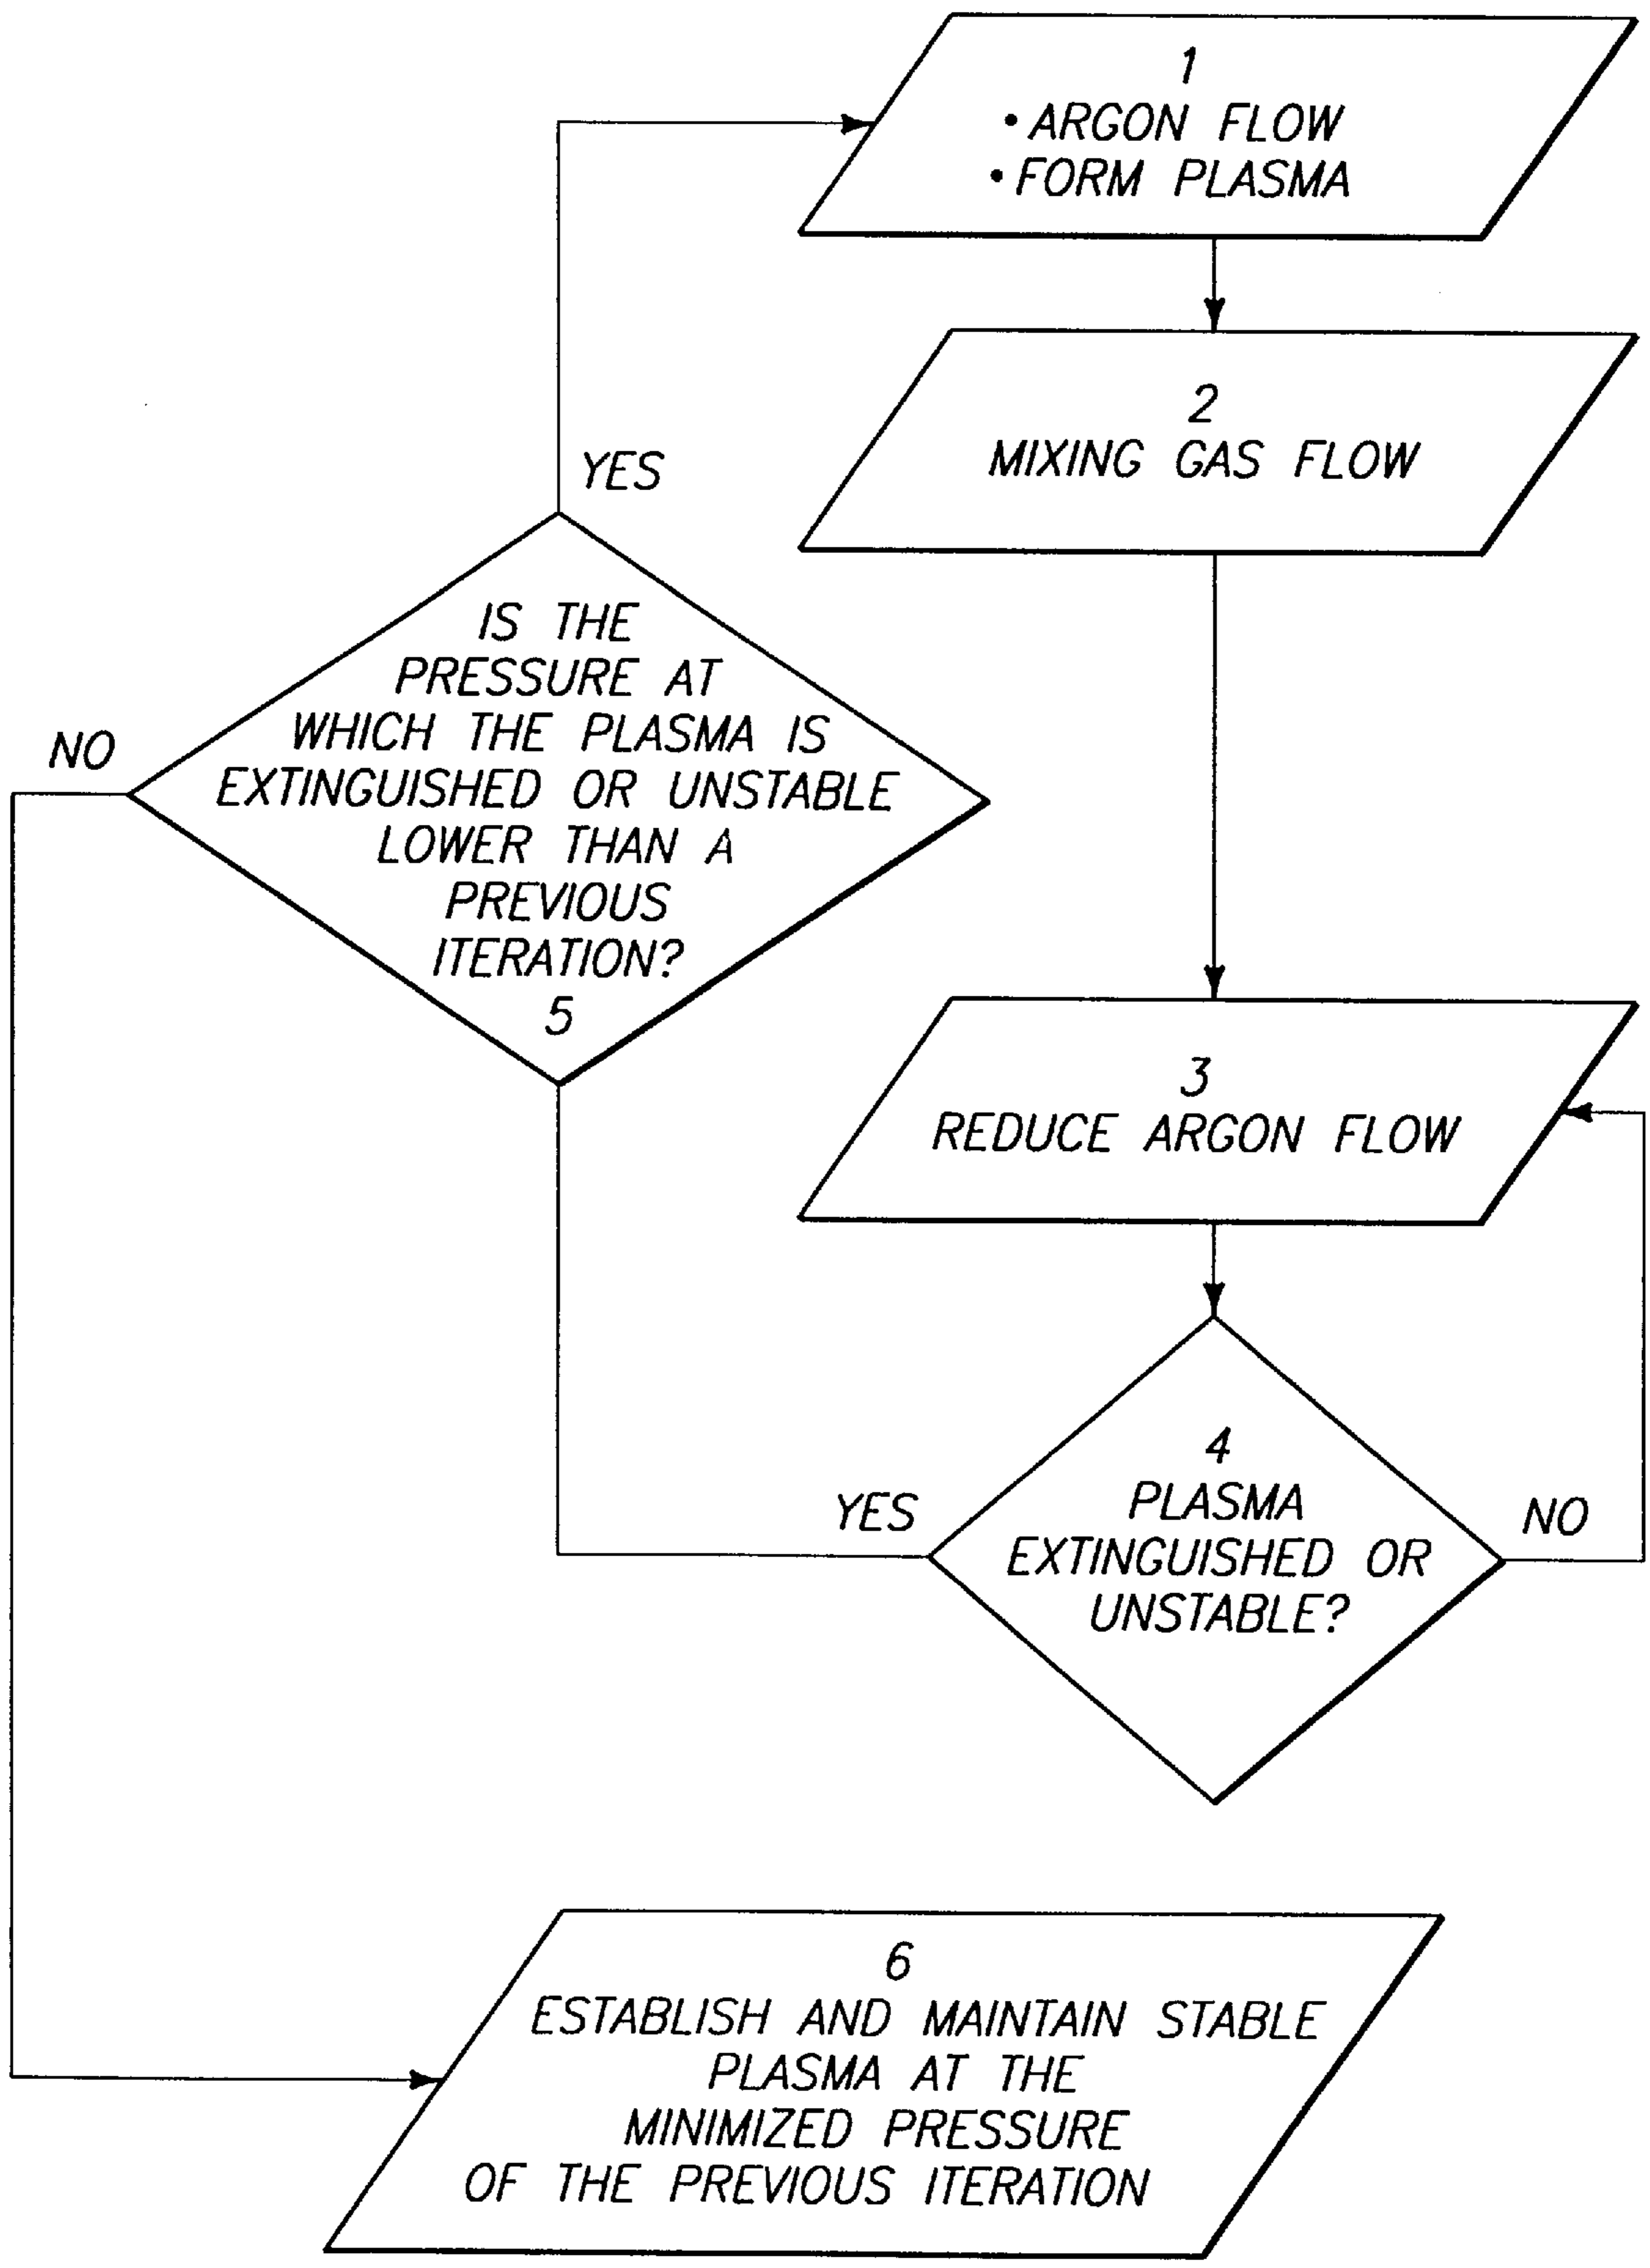 1
• ARGON FLOW
• FORM PLASMA
2
MIXING GAS FLOW
YES
NO
IS THE
PRESSURE AT
WHICH THE PLASMA IS
EXTINGUISHED OR UNSTABLE
LOWER THAN A
PREVIOUS
ITERATION?
5
3
REDUCE ARGON FLOW
4
PLASMA
EXTINGUISHED OR
UNSTABLE?
YES
NO
6
ESTABLISH AND MAINTAIN STABLE
PLASMA AT THE
MINIMIZED PRESSURE
OF THE PREVIOUS ITERATION